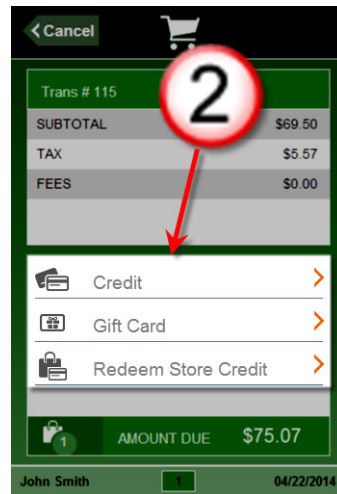 Cancel
Trans # 115
2
SUBTOTAL $69.50
TAX $5.57
FEES $0.00
Credit
Gift Card
Redeem Store Credit
1 AMOUNT DUE $75.07
John Smith 1 04/22/2014